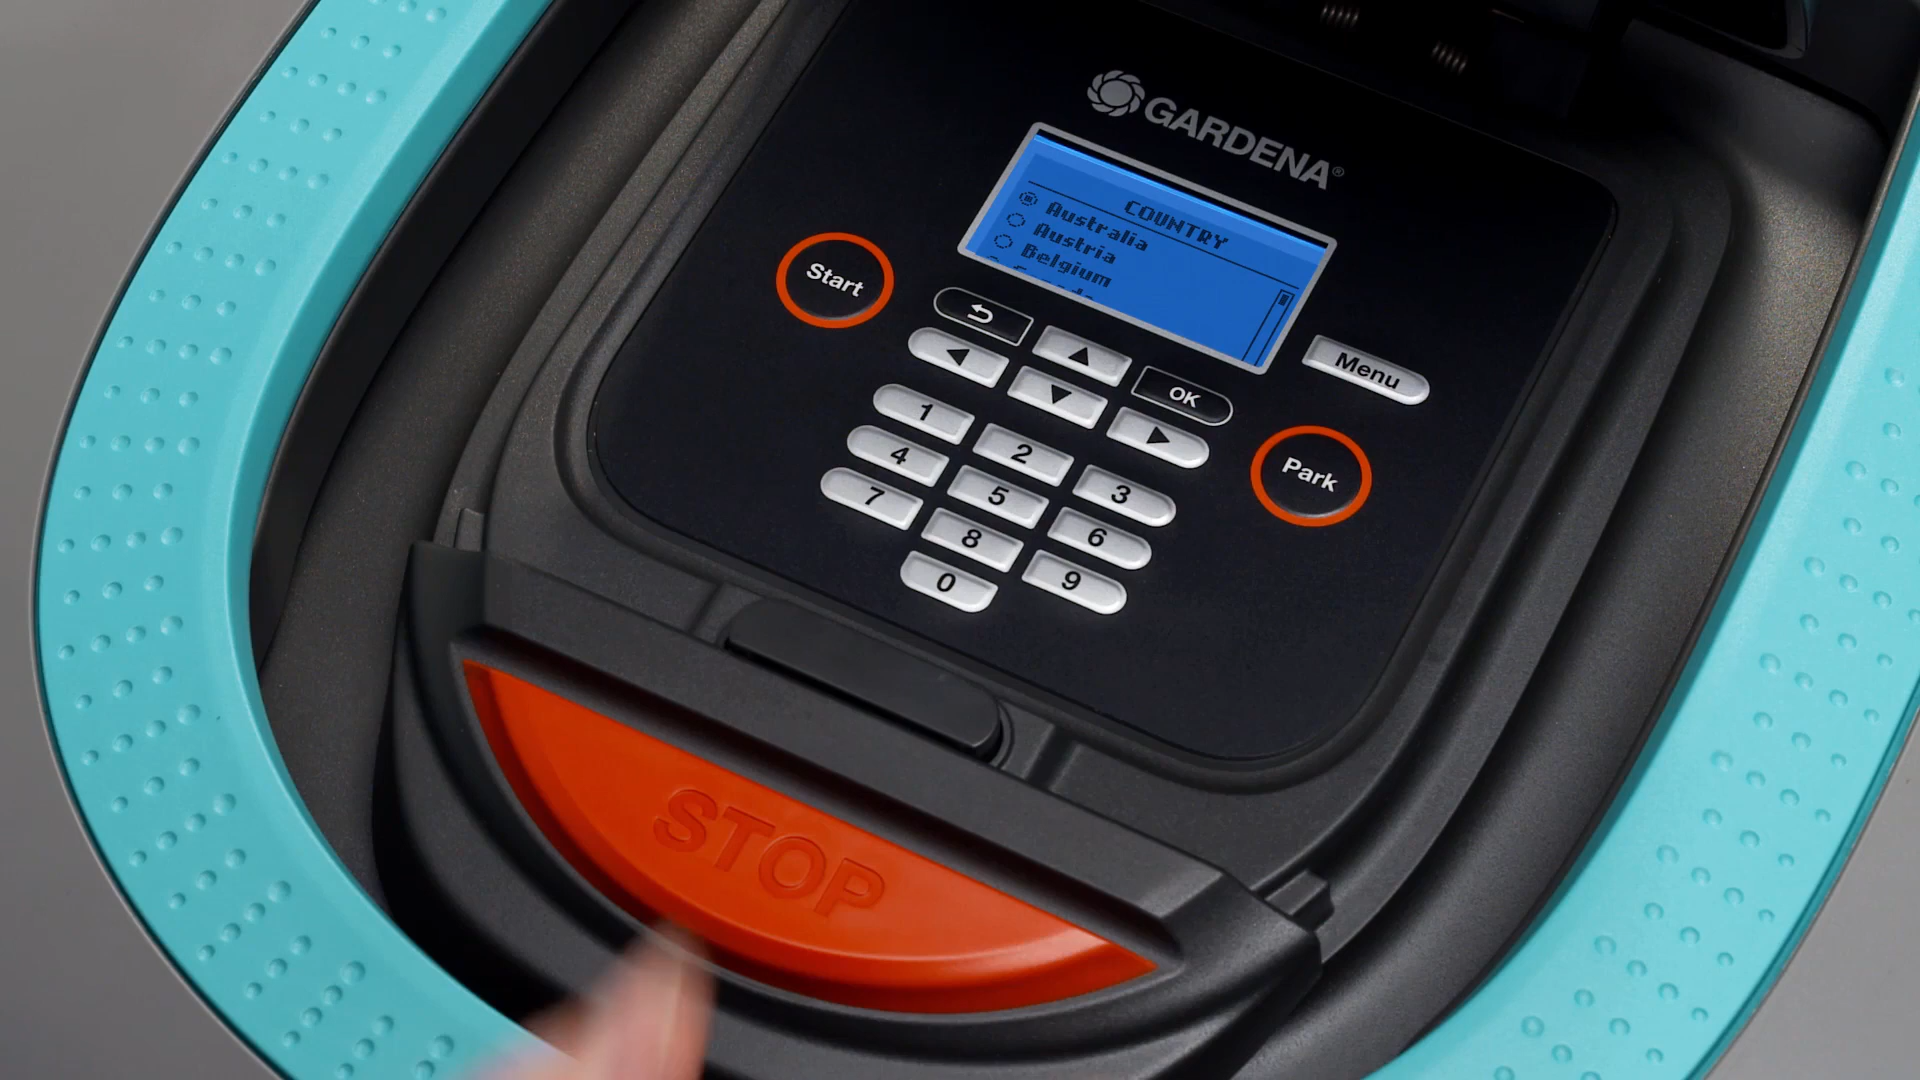 GARDENA®
COUNTRY
Australia
Austria
Belgium
Start
Menu
OK
Park
1
2
3
4
5
6
7
8
9
0
STOP